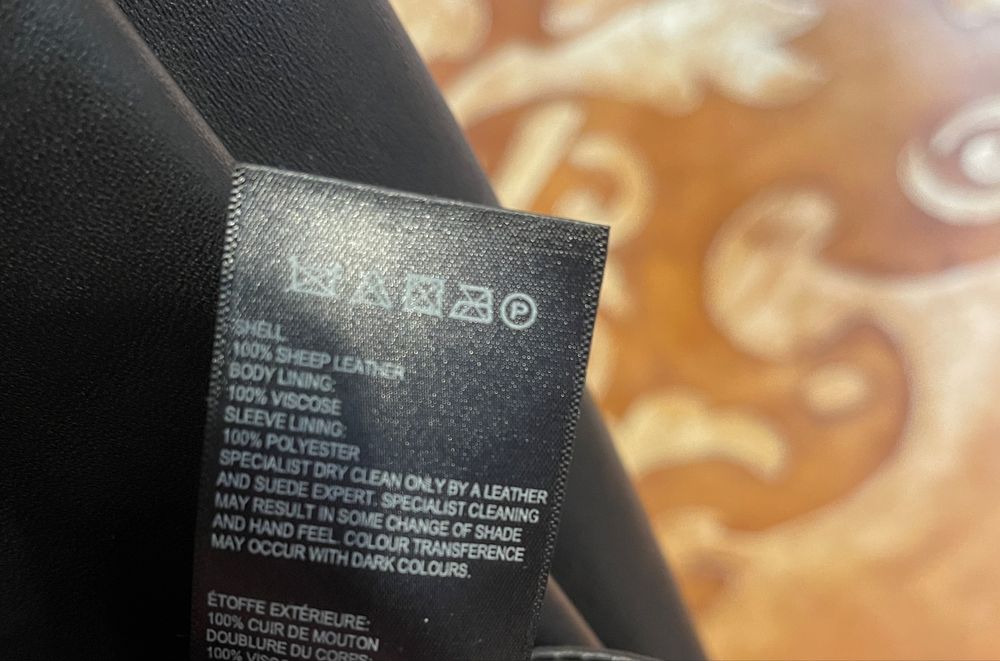 P
SHELL
100% SHEEP LEATHER
BODY LINING:
100% VISCOSE
SLEEVE LINING:
100% POLYESTER
SPECIALIST DRY CLEAN ONLY BY A LEATHER
AND SUEDE EXPERT. SPECIALIST CLEANING
MAY RESULT IN SOME CHANGE OF SHADE
AND HAND FEEL. COLOUR TRANSFERENCE
MAY OCCUR WITH DARK COLOURS.
ÉTOFFE EXTÉRIEURE:
100% CUIR DE MOUTON
DOUBLURE DU CORPS:
100% VISCOSE